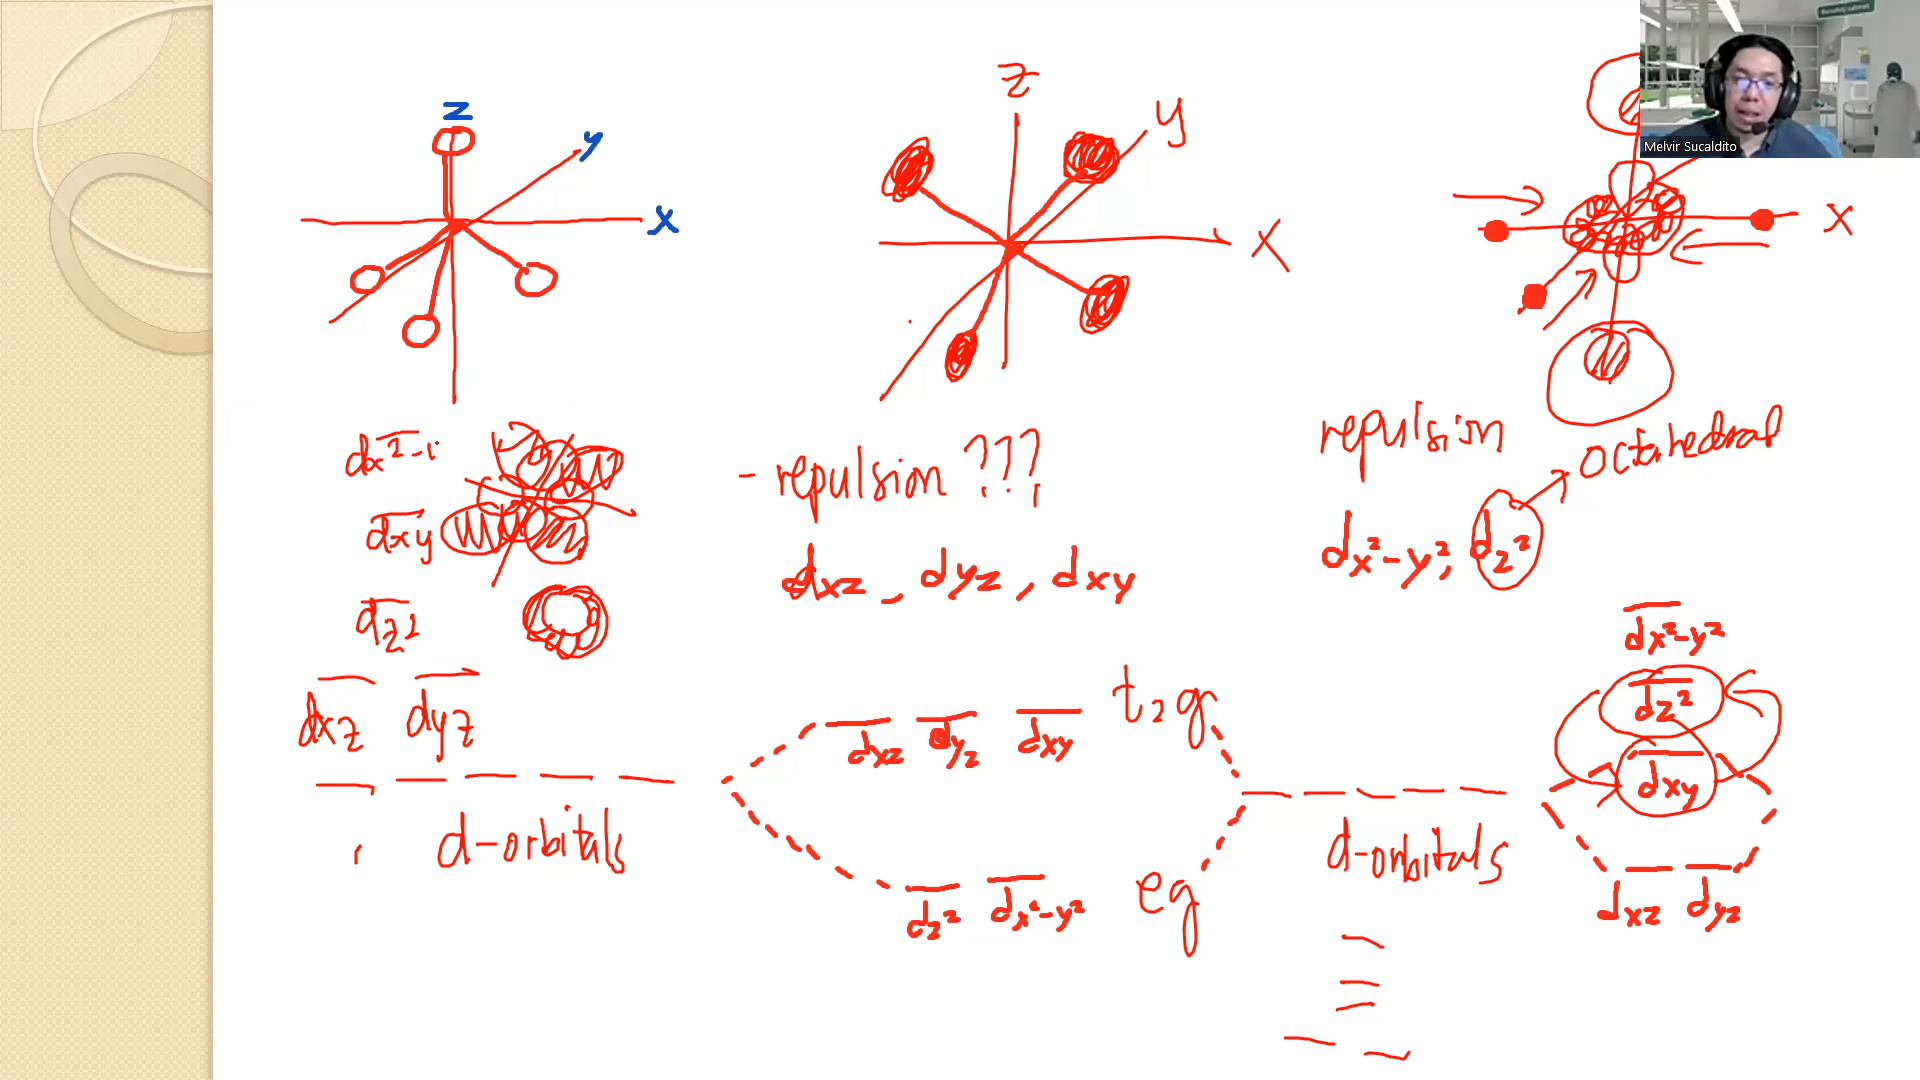 z
y
x
z
y
x
x
Melvir Sucaldito
dx²-
dxy
dz²
dxz dyz
d-orbitals
- repulsion ???
dxz, dyz, dxy
dxz dyz dxy t2g
dz² dx²-y² eg
repulsion
octahedral
dx²-y², dz²
d-orbitals
dx²-y²
dz²
dxy
dxz dyz